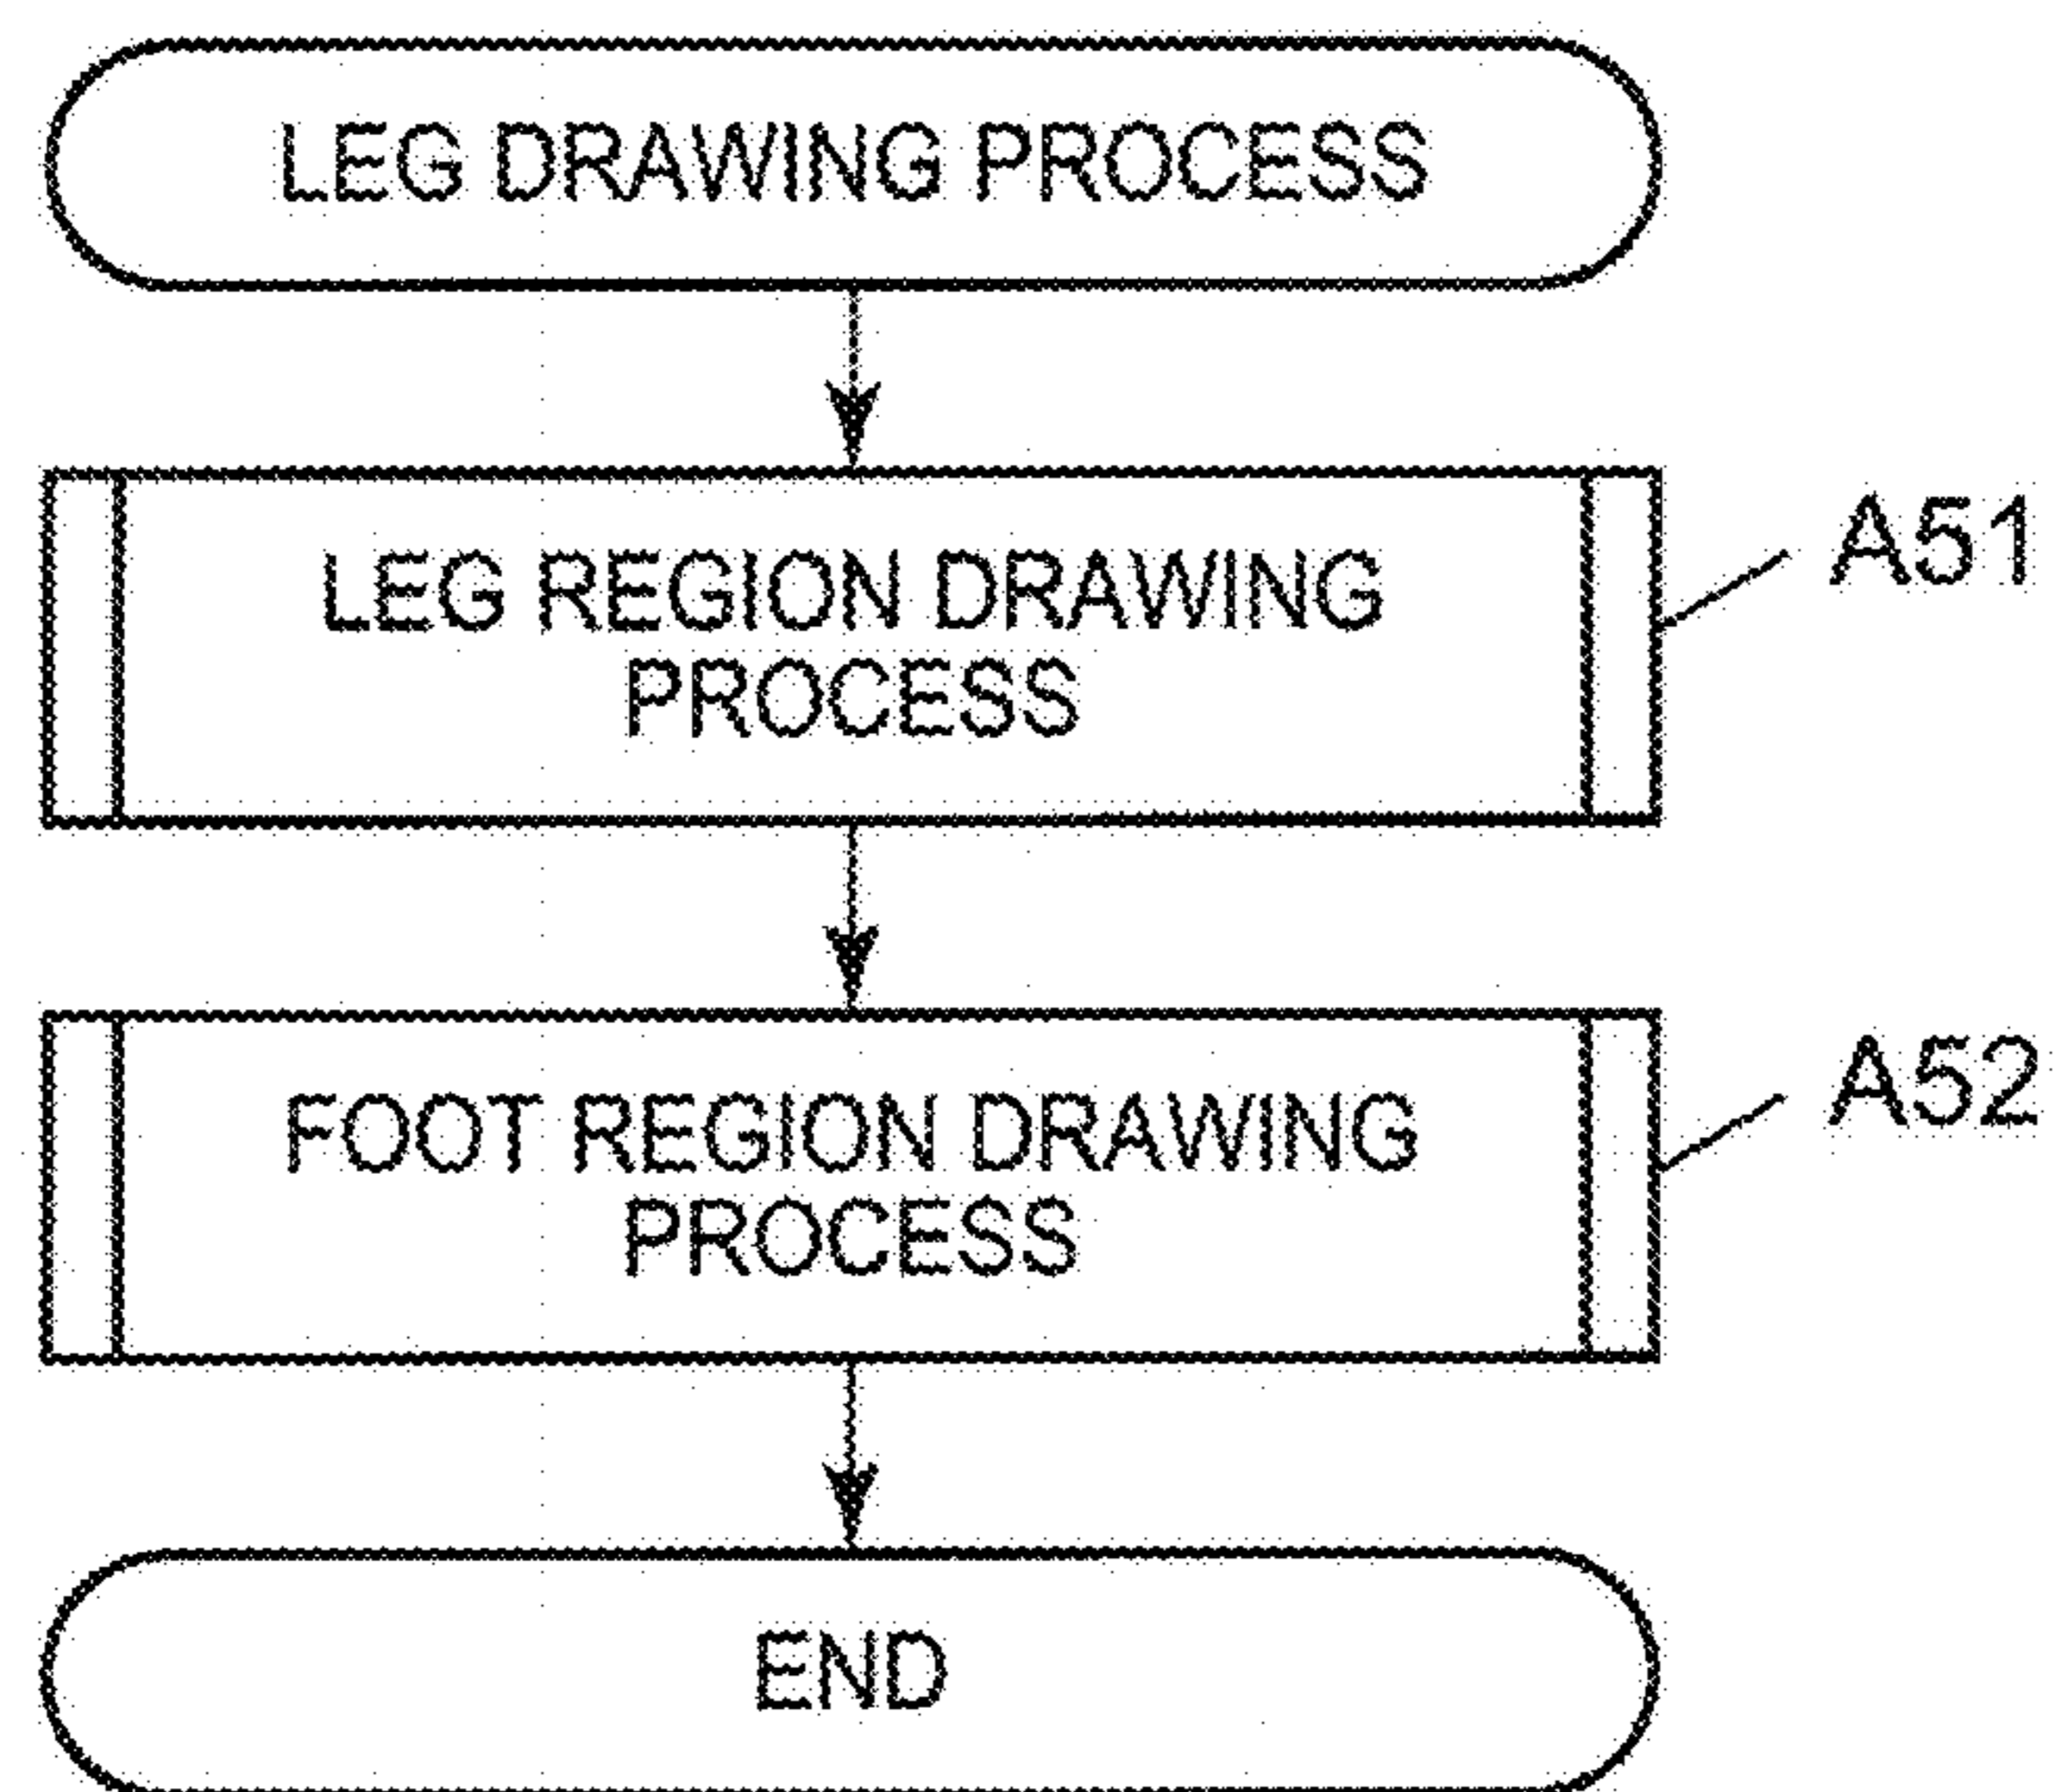 LEG DRAWING PROCESS
LEG REGION DRAWING
PROCESS
A51
FOOT REGION DRAWING
PROCESS
A52
END